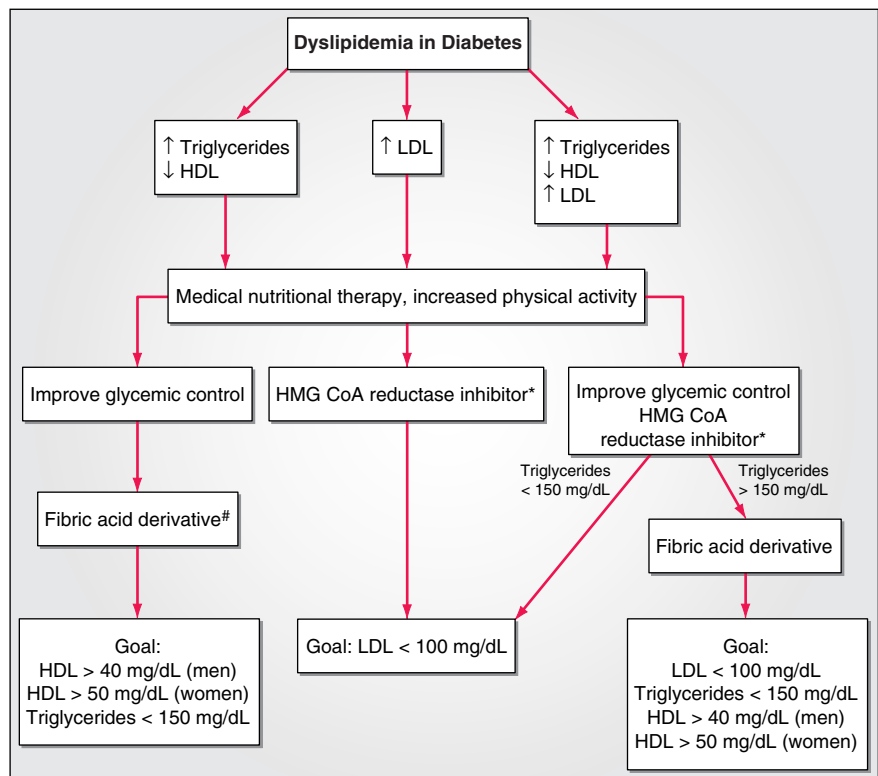 Dyslipidemia in Diabetes
↑ Triglycerides
↓ HDL
↑ LDL
↑ Triglycerides
↓ HDL
↑ LDL
Medical nutritional therapy, increased physical activity
Improve glycemic control
HMG CoA reductase inhibitor*
Improve glycemic control
HMG CoA
reductase inhibitor*
Triglycerides
< 150 mg/dL
Triglycerides
> 150 mg/dL
Fibric acid derivative#
Fibric acid derivative
Goal:
HDL > 40 mg/dL (men)
HDL > 50 mg/dL (women)
Triglycerides < 150 mg/dL
Goal: LDL < 100 mg/dL
Goal:
LDL < 100 mg/dL
Triglycerides < 150 mg/dL
HDL > 40 mg/dL (men)
HDL > 50 mg/dL (women)